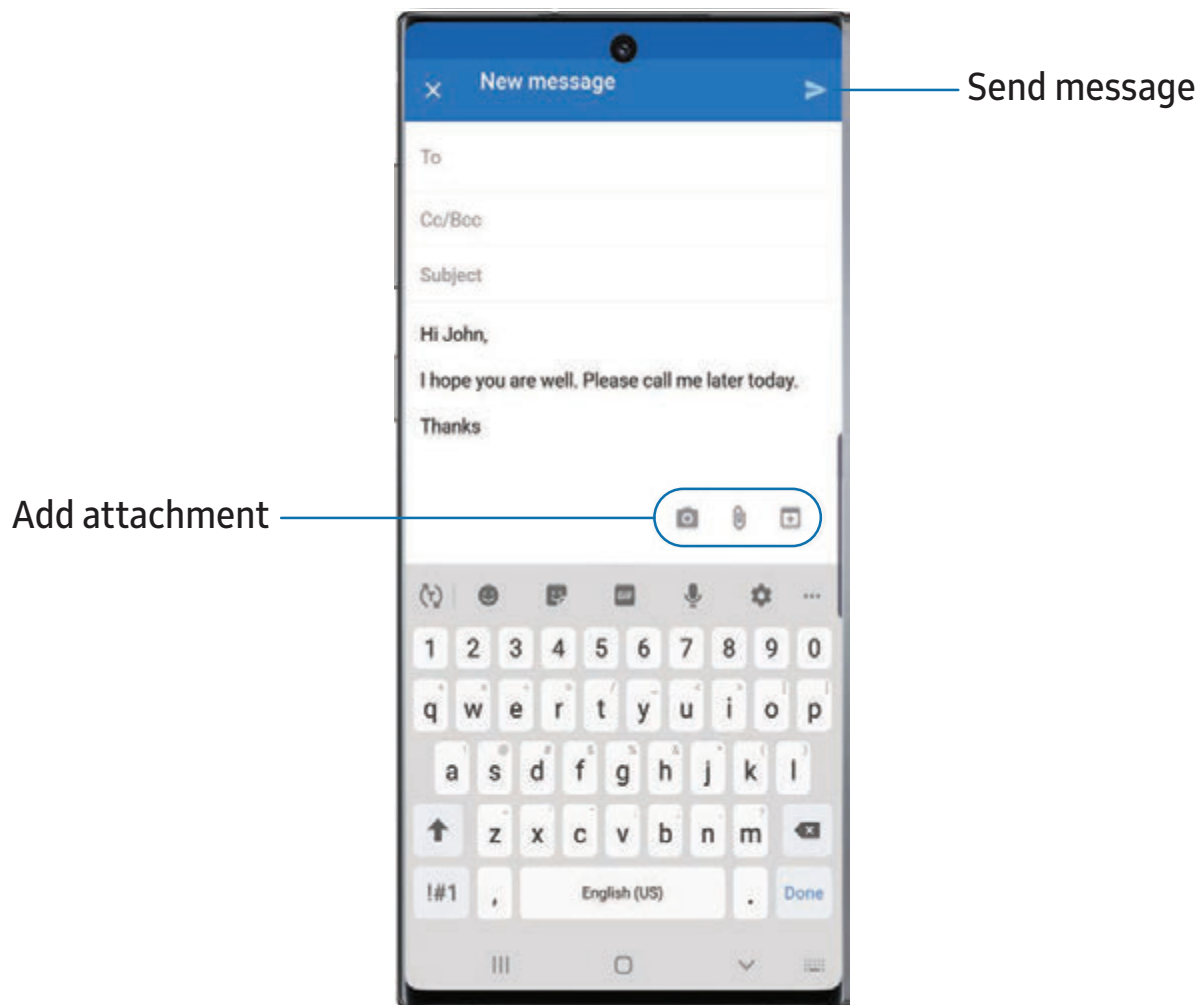 New message
Send message
To
Cc/Bcc
Subject
Hi John,
I hope you are well. Please call me later today.
Thanks
Add attachment
GIF
1 2 3 4 5 6 7 8 9 0
q w e r t y u i o p
a s d f g h j k l
z x c v b n m
!#1 , English (US) . Done